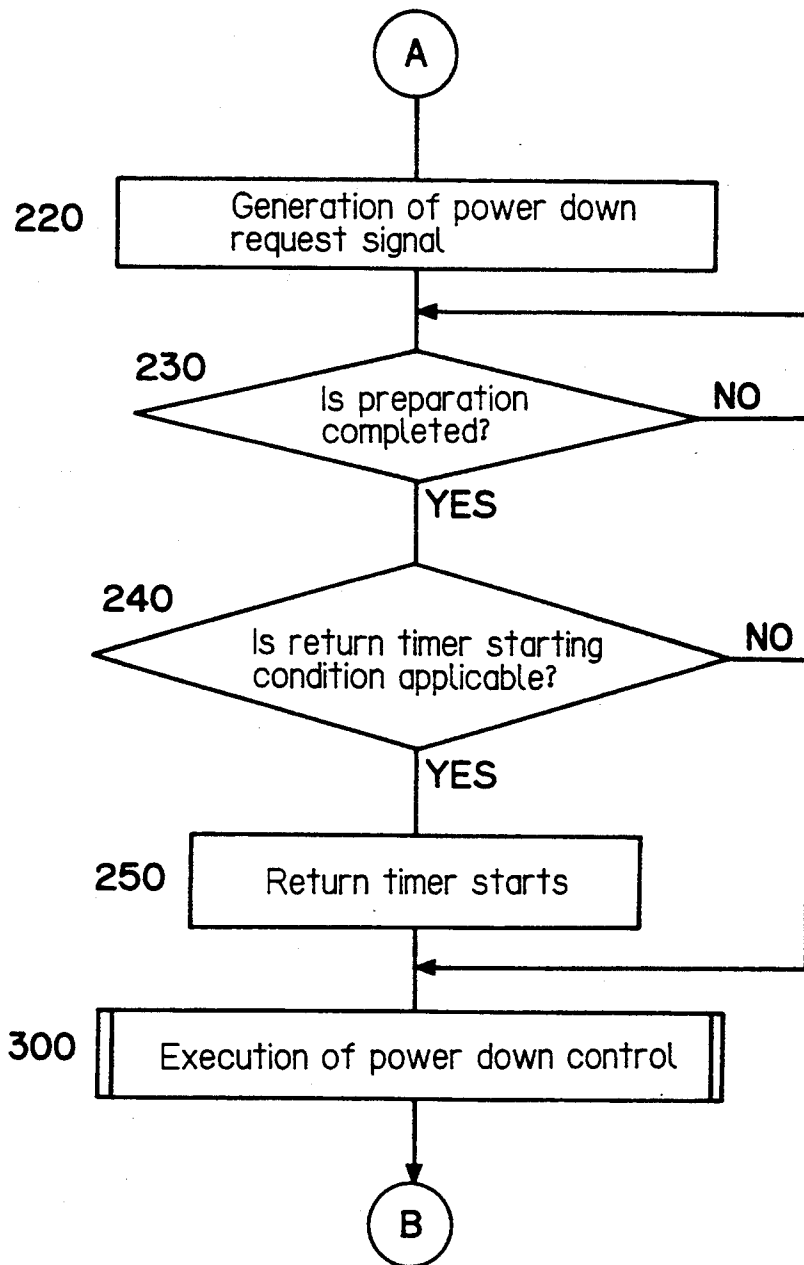 A
220
Generation of power down
request signal
230
Is preparation
completed?
NO
YES
240
Is return timer starting
condition applicable?
NO
YES
250
Return timer starts
300
Execution of power down control
B